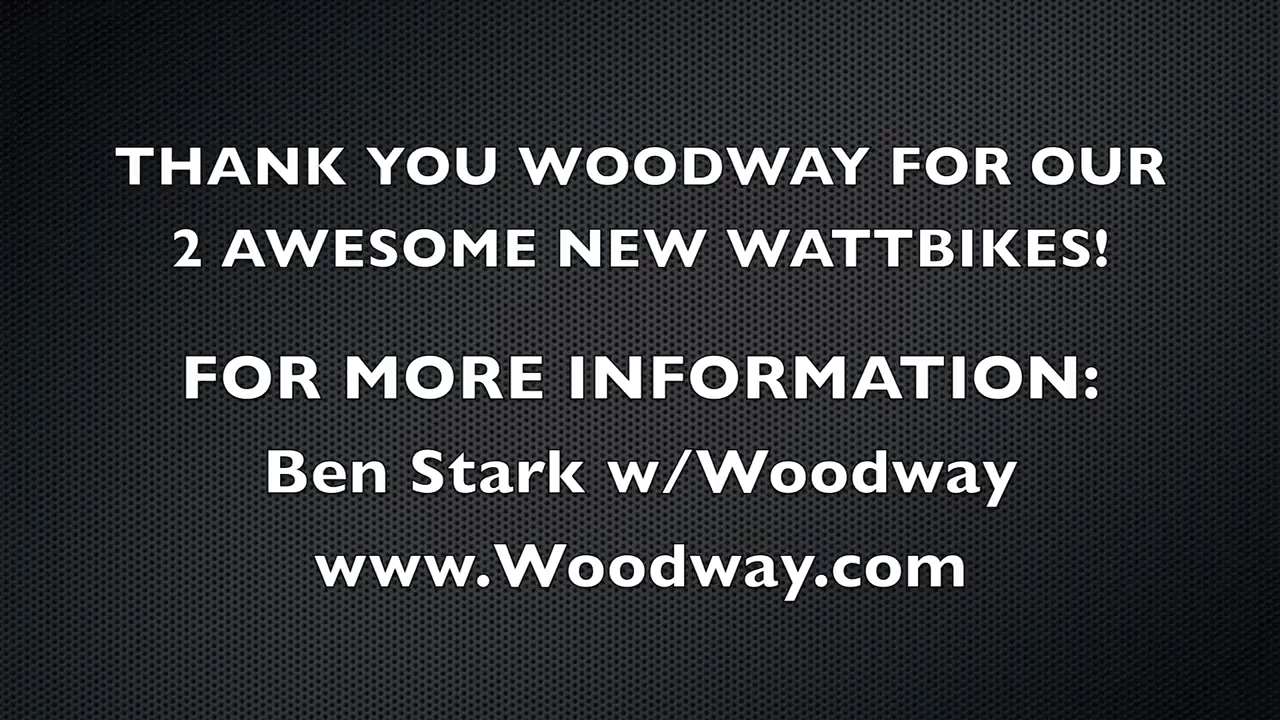 THANK YOU WOODWAY FOR OUR
2 AWESOME NEW WATTBIKES!
FOR MORE INFORMATION:
Ben Stark w/Woodway
www.Woodway.com